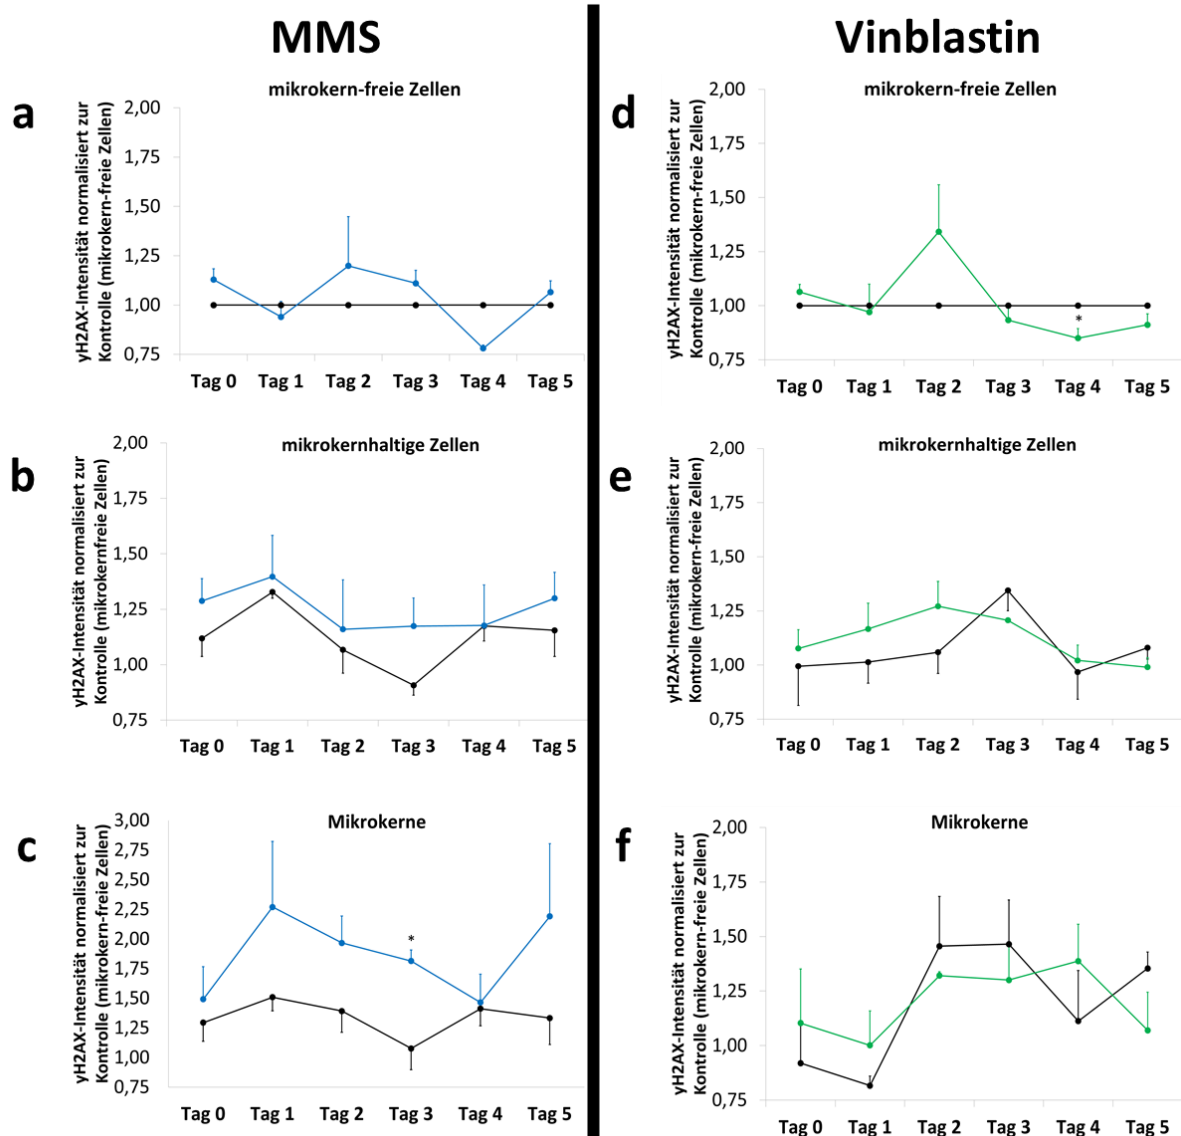 MMS
a
mikrokern-freie Zellen
yH2AX-Intensität normalisiert zur
Kontrolle (mikrokern-freie Zellen)
2,00
1,75
1,50
1,25
1,00
0,75
Tag 0 Tag 1 Tag 2 Tag 3 Tag 4 Tag 5
b
mikrokernhaltige Zellen
yH2AX-Intensität normalisiert zur
Kontrolle (mikrokernfreie Zellen)
2,00
1,75
1,50
1,25
1,00
0,75
Tag 0 Tag 1 Tag 2 Tag 3 Tag 4 Tag 5
c
Mikrokerne
yH2AX-Intensität normalisiert zur
Kontrolle (mikrokern-freie Zellen)
3,00
2,75
2,50
2,25
2,00
1,75
1,50
1,25
1,00
0,75
*
Tag 0 Tag 1 Tag 2 Tag 3 Tag 4 Tag 5
Vinblastin
d
mikrokern-freie Zellen
yH2AX-Intensität normalisiert zur
Kontrolle (mikrokern-freie Zellen)
2,00
1,75
1,50
1,25
1,00
0,75
*
Tag 0 Tag 1 Tag 2 Tag 3 Tag 4 Tag 5
e
mikrokernhaltige Zellen
yH2AX-Intensität normalisiert zur
Kontrolle (mikrokern-freie Zellen)
2,00
1,75
1,50
1,25
1,00
0,75
Tag 0 Tag 1 Tag 2 Tag 3 Tag 4 Tag 5
f
Mikrokerne
yH2AX-Intensität normalisiert zur
Kontrolle (mikrokern-freie Zellen)
2,00
1,75
1,50
1,25
1,00
0,75
Tag 0 Tag 1 Tag 2 Tag 3 Tag 4 Tag 5